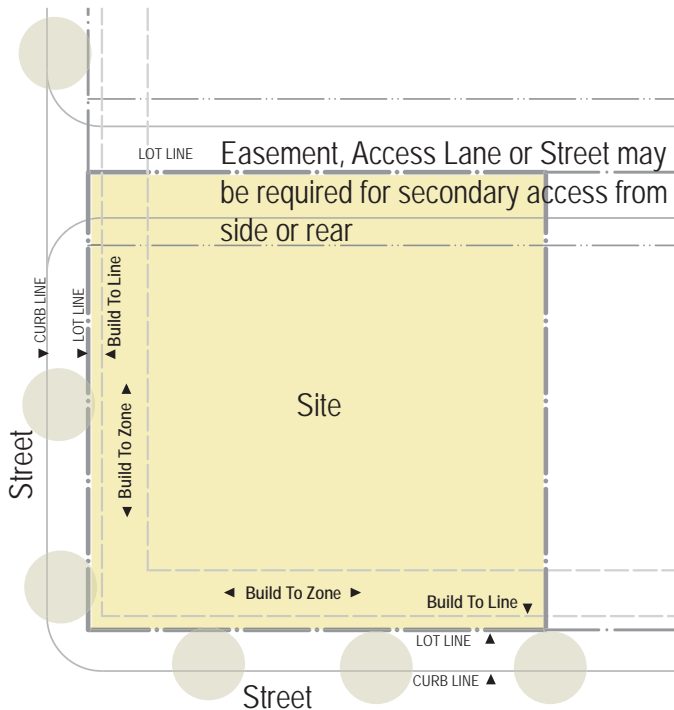 LOT LINE
Easement, Access Lane or Street may
be required for secondary access from
side or rear
CURB LINE
LOT LINE
Build To Line
Build To Zone
Street
Site
Build To Zone
Build To Line
LOT LINE
CURB LINE
Street